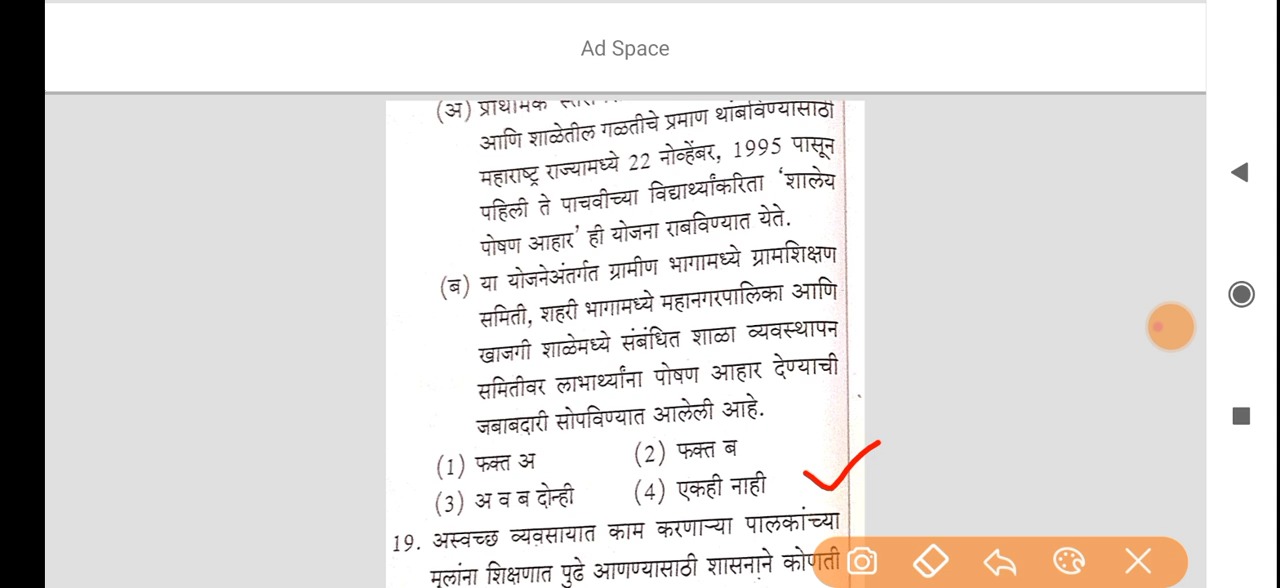 Ad Space
(अ) प्राथमिक
आणि शाळेतील गळतीचे प्रमाण थांबविण्यासाठी
महाराष्ट्र राज्यामध्ये 22 नोव्हेंबर, 1995 पासून
पहिली ते पाचवीच्या विद्यार्थ्यांकरिता ‘शालेय
पोषण आहार’ ही योजना राबविण्यात येते.
(ब) या योजनेअंतर्गत ग्रामीण भागामध्ये ग्रामशिक्षण
समिती, शहरी भागामध्ये महानगरपालिका आणि
खाजगी शाळेमध्ये संबंधित शाळा व्यवस्थापन
समितीवर लाभार्थ्यांना पोषण आहार देण्याची
जबाबदारी सोपविण्यात आलेली आहे.
(1) फक्त अ (2) फक्त ब
(3) अ व ब दोन्ही (4) एकही नाही
19. अस्वच्छ व्यवसायात काम करणाऱ्या पालकांच्या
मुलांना शिक्षणात पुढे आणण्यासाठी शासनाने कोणती